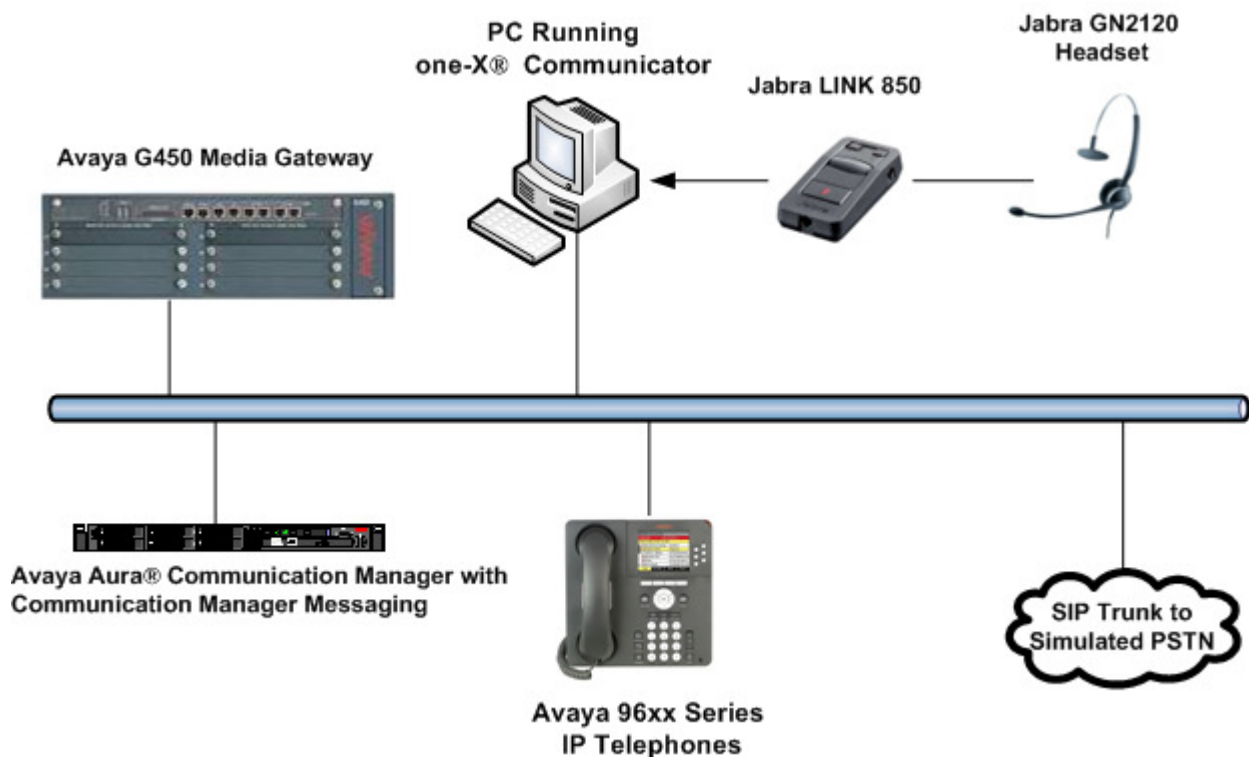 PC Running
one-X® Communicator
Jabra GN2120
Headset
Jabra LINK 850
Avaya G450 Media Gateway
AVAYA
Avaya Aura® Communication Manager with
Communication Manager Messaging
SIP Trunk to
Simulated PSTN
Avaya 96xx Series
IP Telephones